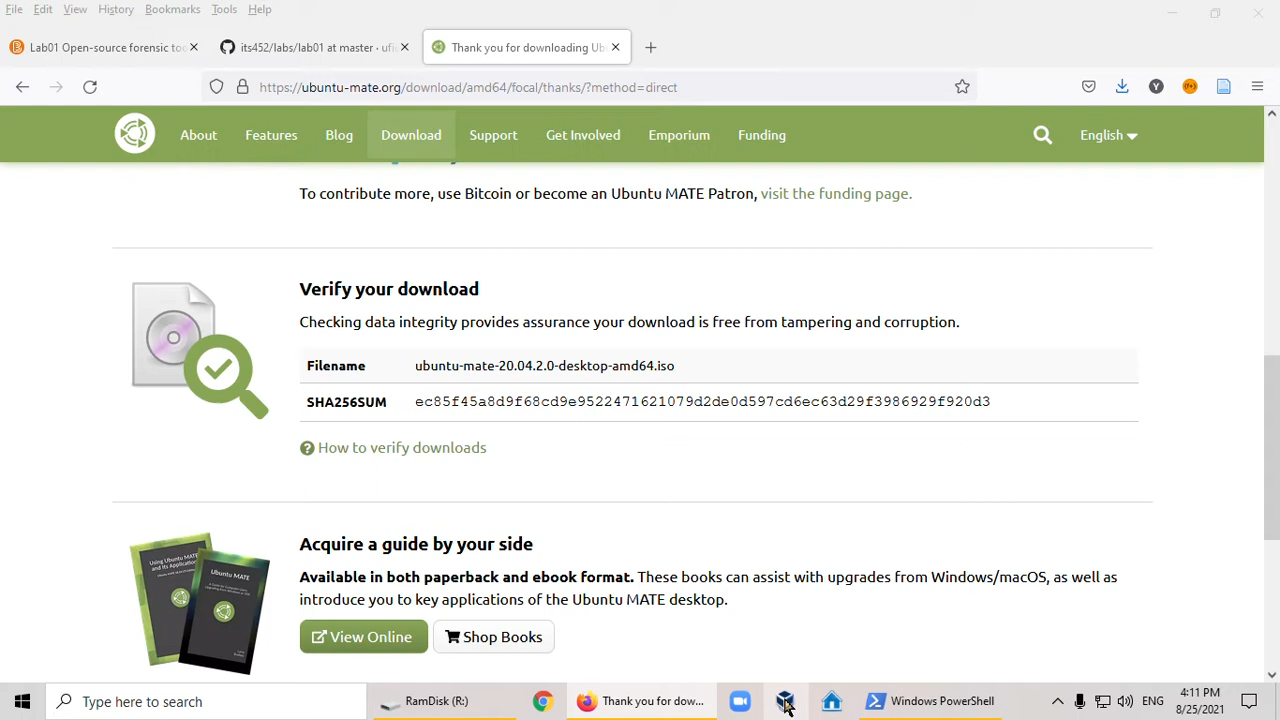 File Edit View History Bookmarks Tools Help
Lab01 Open-source forensic too
its452/labs/lab01 at master · ufi
Thank you for downloading Ub
https://ubuntu-mate.org/download/amd64/focal/thanks/?method=direct
About Features Blog Download Support Get Involved Emporium Funding English
To contribute more, use Bitcoin or become an Ubuntu MATE Patron, visit the funding page.
Verify your download
Checking data integrity provides assurance your download is free from tampering and corruption.
Filename ubuntu-mate-20.04.2.0-desktop-amd64.iso
SHA256SUM ec85f45a8d9f68cd9e9522471621079d2de0d597cd6ec63d29f3986929f920d3
How to verify downloads
Acquire a guide by your side
Available in both paperback and ebook format. These books can assist with upgrades from Windows/macOS, as well as
introduce you to key applications of the Ubuntu MATE desktop.
View Online Shop Books
Type here to search
RamDisk (R:)
Thank you for dow...
Windows PowerShell
ENG
4:11 PM
8/25/2021